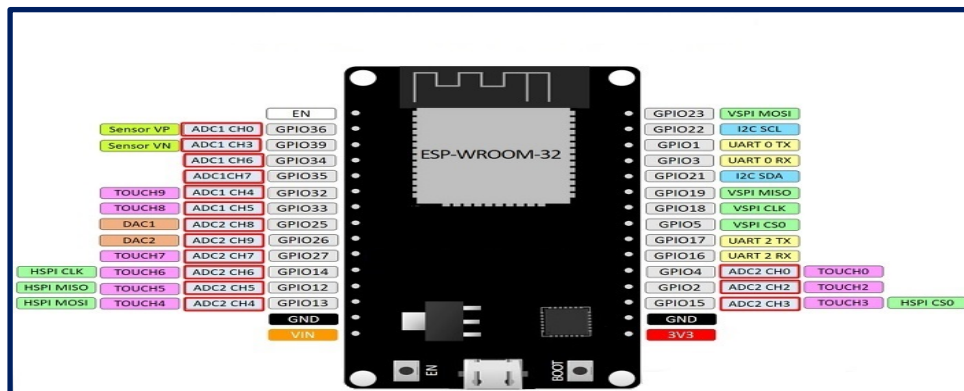 EN GPIO23 VSPI MOSI
Sensor VP ADC1 CH0 GPIO36 GPIO22 I2C SCL
Sensor VN ADC1 CH3 GPIO39 ESP-WROOM-32 GPIO1 UART 0 TX
ADC1 CH6 GPIO34 GPIO3 UART 0 RX
ADC1CH7 GPIO35 GPIO21 I2C SDA
TOUCH9 ADC1 CH4 GPIO32 GPIO19 VSPI MISO
TOUCH8 ADC1 CH5 GPIO33 GPIO18 VSPI CLK
DAC1 ADC2 CH8 GPIO25 GPIO5 VSPI CS0
DAC2 ADC2 CH9 GPIO26 GPIO17 UART 2 TX
TOUCH7 ADC2 CH7 GPIO27 GPIO16 UART 2 RX
HSPI CLK TOUCH6 ADC2 CH6 GPIO14 GPIO4 ADC2 CH0 TOUCH0
HSPI MISO TOUCH5 ADC2 CH5 GPIO12 GPIO2 ADC2 CH2 TOUCH2
HSPI MOSI TOUCH4 ADC2 CH4 GPIO13 GPIO15 ADC2 CH3 TOUCH3 HSPI CS0
GND GND
VIN 3V3
EN BOOT